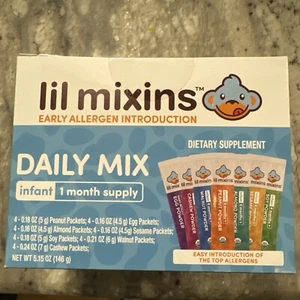 lil mixins™
EARLY ALLERGEN INTRODUCTION
DIETARY SUPPLEMENT
DAILY MIX
infant 1 month supply
4 - 0.18 OZ (5 g) Peanut Packets; 4 - 0.16 OZ (4.5 g) Egg Packets;
4 - 0.16 OZ (4.5 g) Almond Packets; 4 - 0.16 OZ (4.5g) Sesame Packets;
4 - 0.18 OZ (5 g) Soy Packets; 4 - 0.21 OZ (6 g) Walnut Packets;
4 - 0.24 OZ (7 g) Cashew Packets;
NET WT 5.15 OZ (146 g)
EASY INTRODUCTION OF
THE TOP ALLERGENS